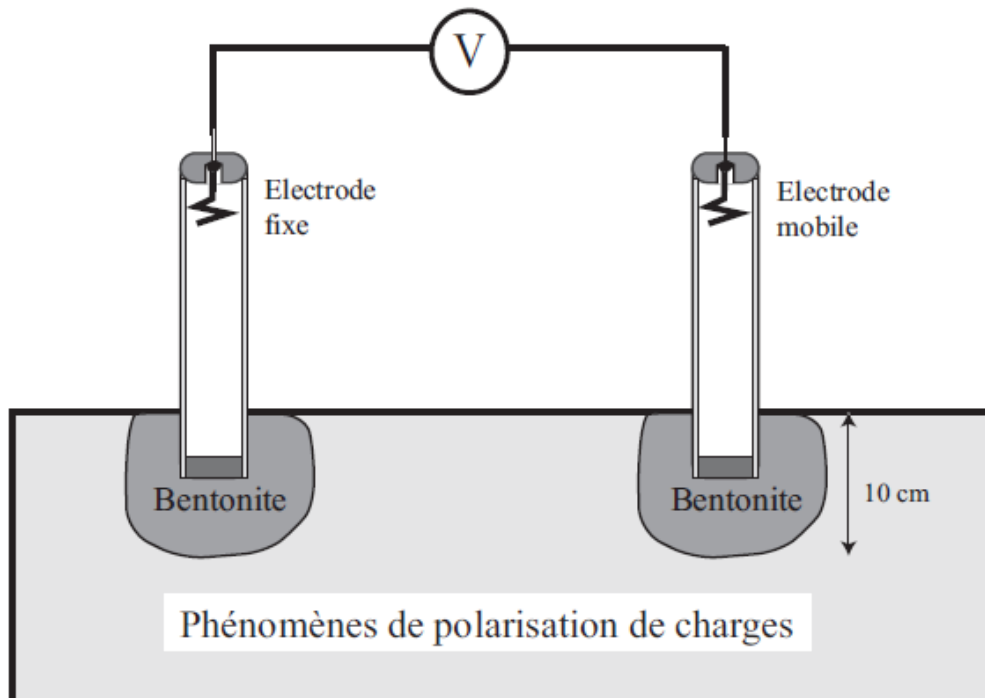 V
Electrode
fixe
Electrode
mobile
Bentonite
Bentonite
10 cm
Phénomènes de polarisation de charges